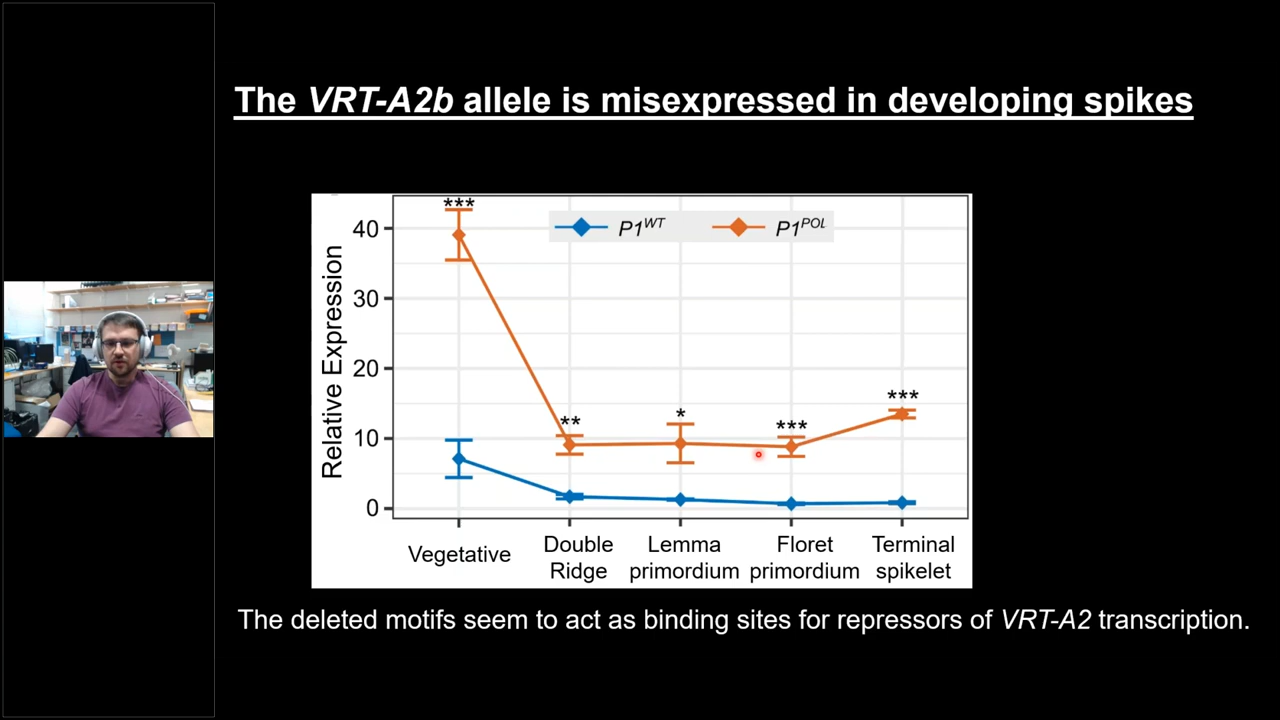 The VRT-A2b allele is misexpressed in developing spikes
***
40
P1WT
P1POL
30
20
10
0
Relative Expression
**
*
***
***
Vegetative
Double
Ridge
Lemma
primordium
Floret
primordium
Terminal
spikelet
The deleted motifs seem to act as binding sites for repressors of VRT-A2 transcription.